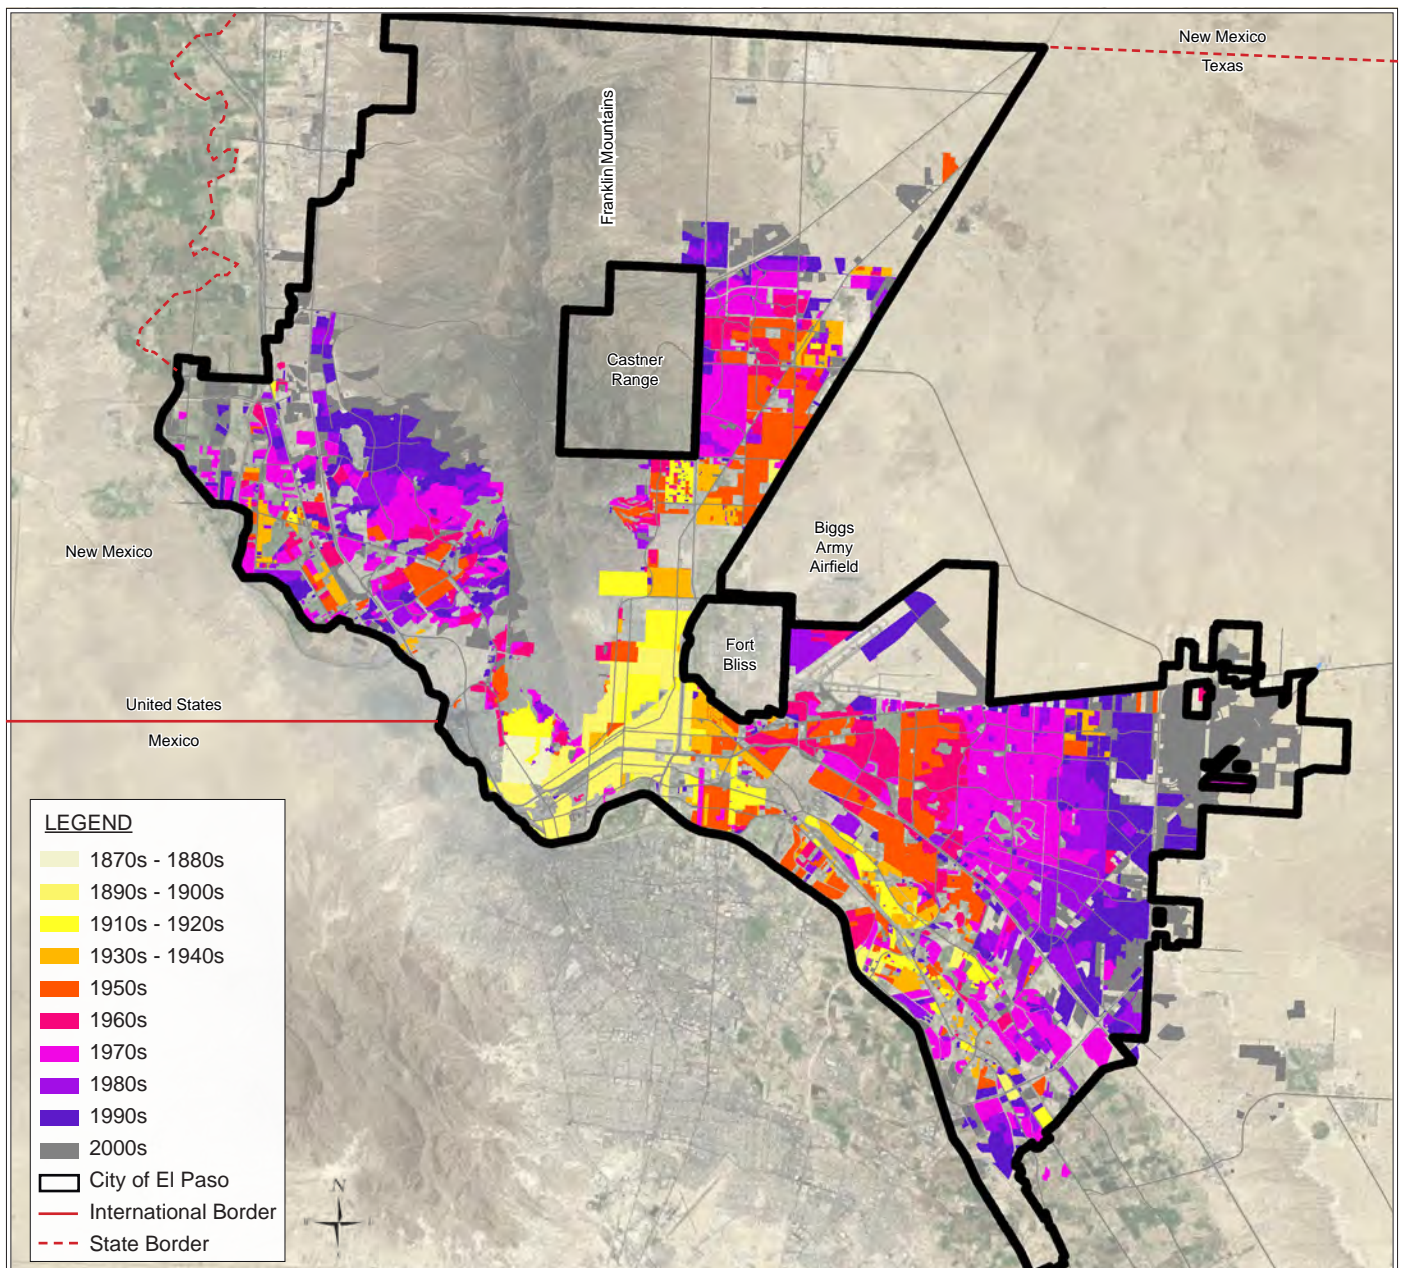 New Mexico
Texas
Franklin Mountains
Castner
Range
Biggs
Army
Airfield
New Mexico
Fort
Bliss
United States
Mexico
LEGEND
1870s - 1880s
1890s - 1900s
1910s - 1920s
1930s - 1940s
1950s
1960s
1970s
1980s
1990s
2000s
City of El Paso
International Border
State Border
N